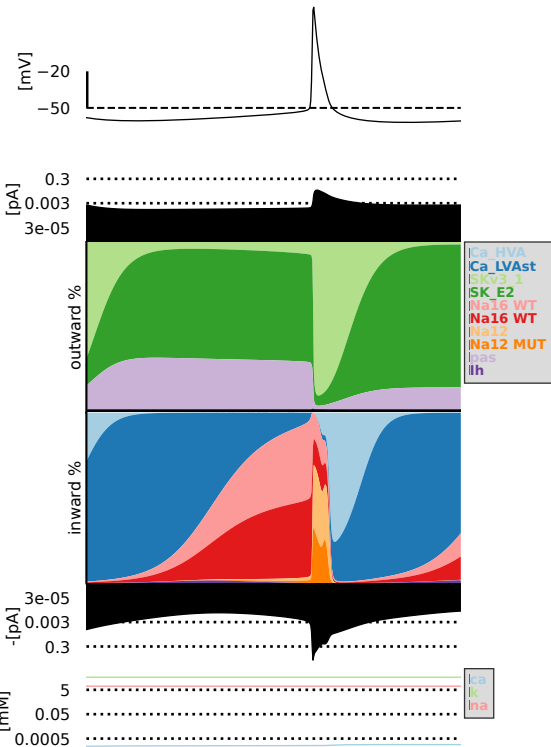 [mV]
−20
−50
[pA]
0.3
0.003
3e-05
outward %
Ca_HVA
Ca_LVAst
SKv3_1
SK_E2
Na16 WT
Na16 WT
Na12
Na12 MUT
pas
Ih
inward %
-[pA]
3e-05
0.003
0.3
[mM]
5
0.05
0.0005
ca
k
na